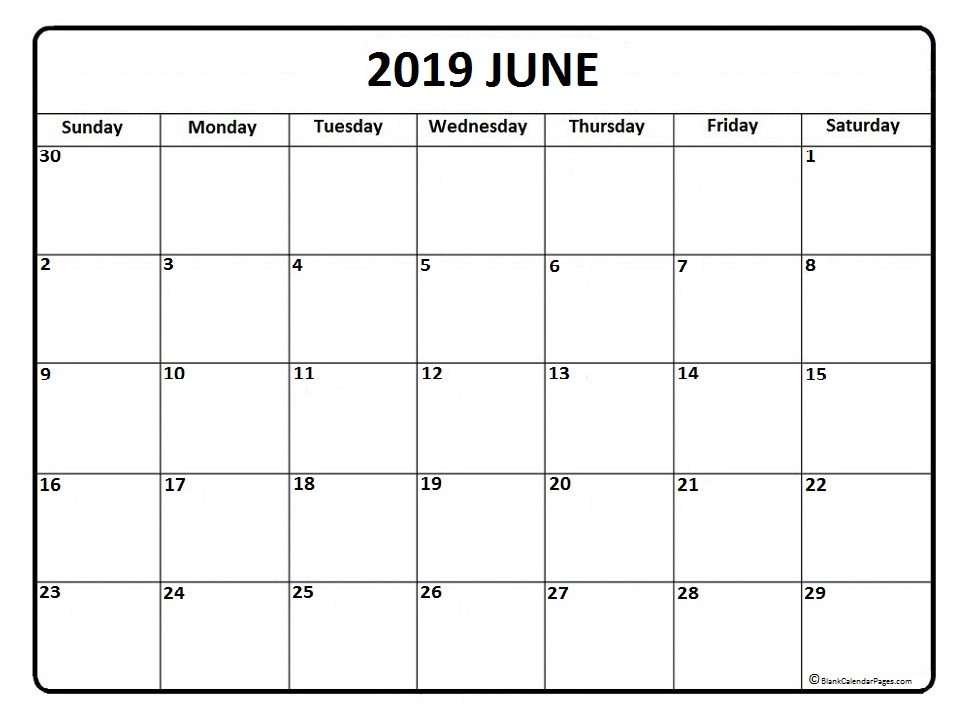 2019 JUNE
Sunday Monday Tuesday Wednesday Thursday Friday Saturday
30 1
2 3 4 5 6 7 8
9 10 11 12 13 14 15
16 17 18 19 20 21 22
23 24 25 26 27 28 29
©BlankCalendarPages.com